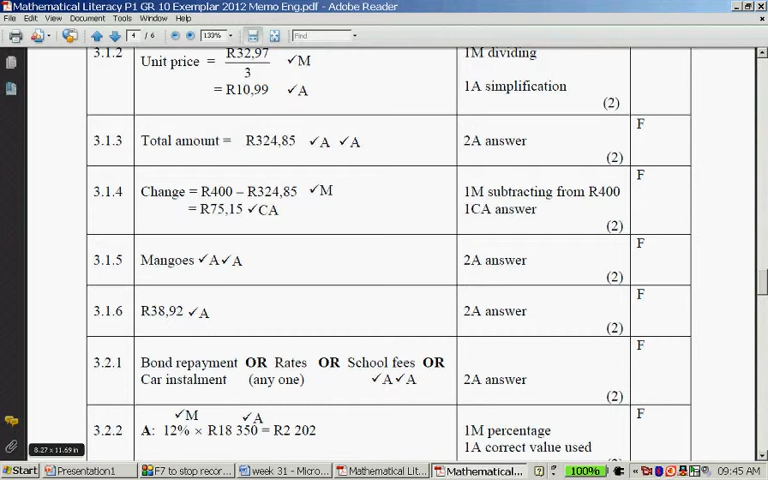 Mathematical Literacy P1 GR 10 Exemplar 2012 Memo Eng.pdf - Adobe Reader
File Edit View Document Tools Window Help
4 / 6 133% Find
3.1.2 Unit price = R32,97 / 3 ✓M 1M dividing
= R10,99 ✓A 1A simplification
(2)
F
3.1.3 Total amount = R324,85 ✓A ✓A 2A answer
(2)
F
3.1.4 Change = R400 – R324,85 ✓M 1M subtracting from R400
= R75,15 ✓CA 1CA answer
(2)
F
3.1.5 Mangoes ✓A✓A 2A answer
(2)
F
3.1.6 R38,92 ✓A 2A answer
(2)
F
3.2.1 Bond repayment OR Rates OR School fees OR
Car instalment (any one) ✓A✓A 2A answer
(2)
F
✓M ✓A
3.2.2 A: 12% × R18 350 = R2 202 1M percentage
1A correct value used
8.27 x 11.69 in
Start Presentation1 F7 to stop recor... week 31 - Micro... Mathematical Lit... Mathematical... 100% 09:45 AM